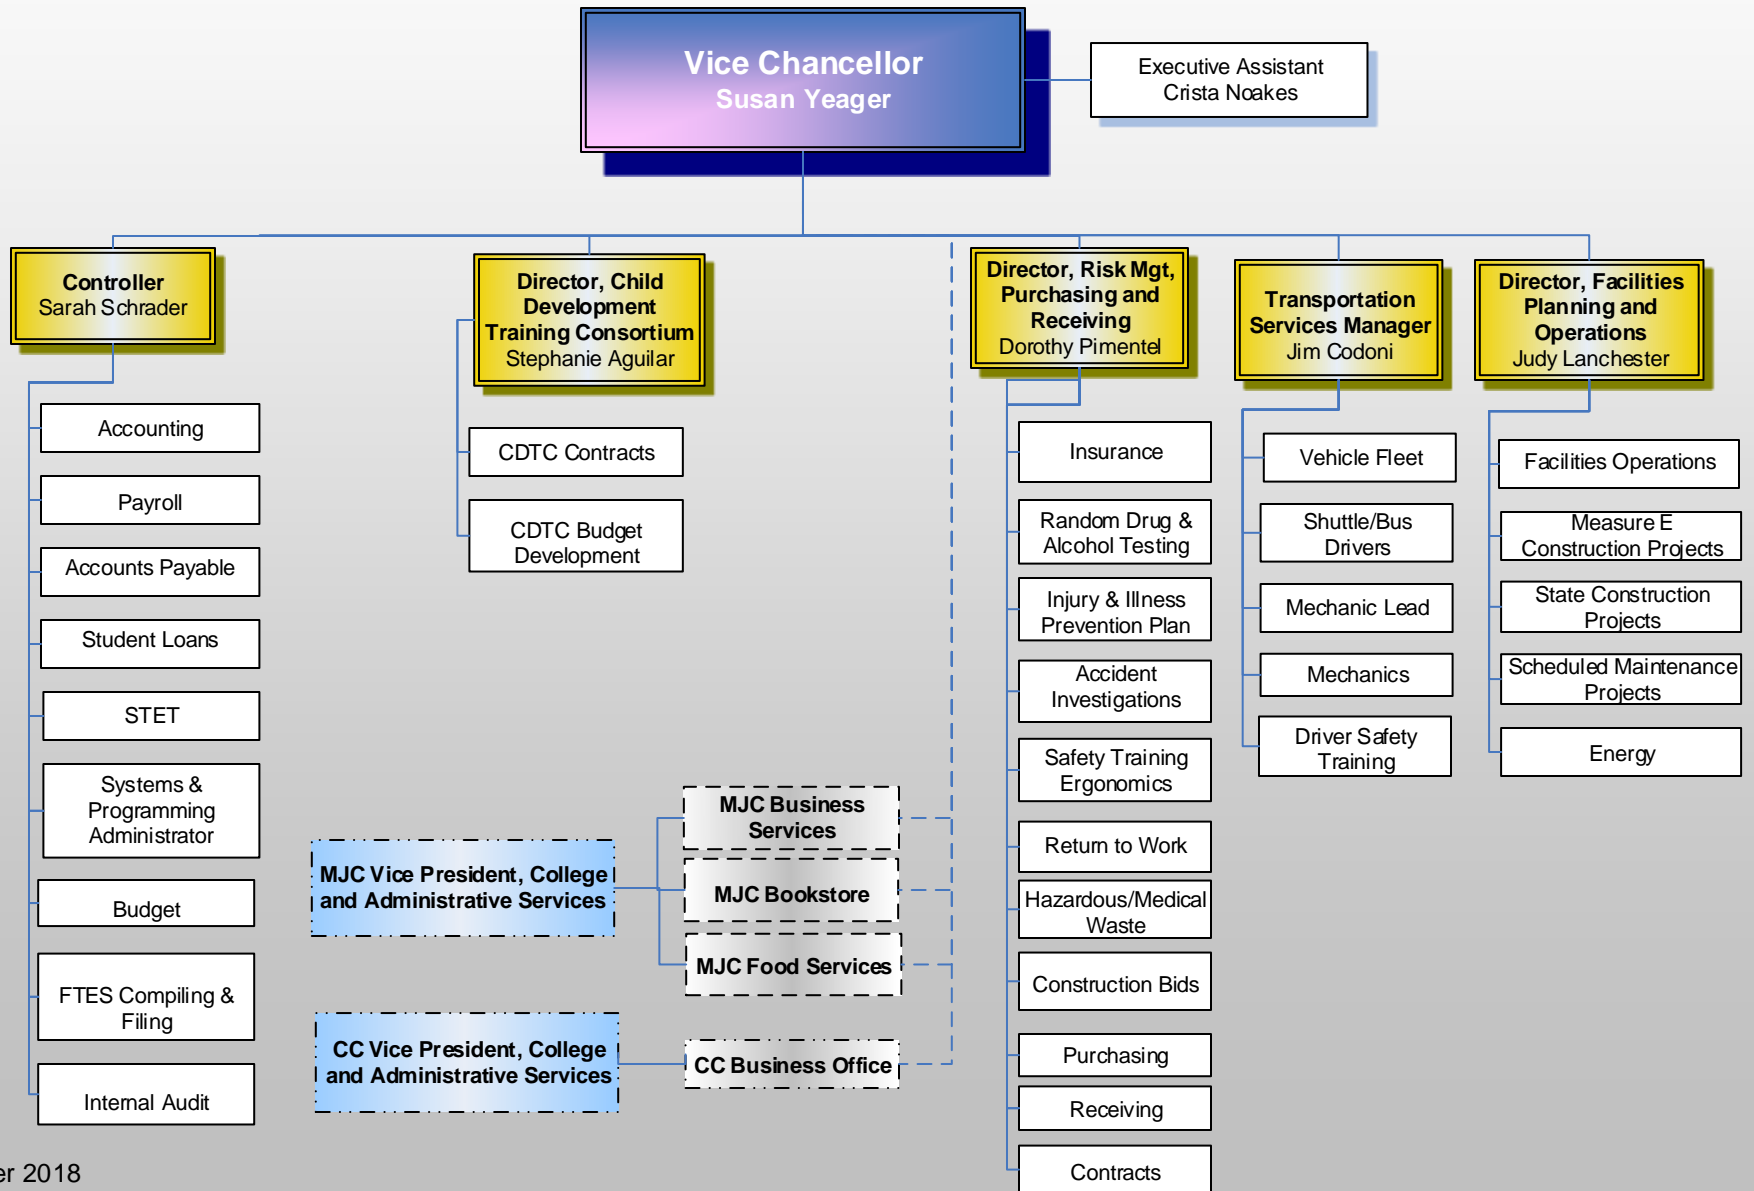 Vice Chancellor
Susan Yeager
Executive Assistant
Crista Noakes
Controller
Sarah Schrader
Director, Child
Development
Training Consortium
Stephanie Aguilar
Director, Risk Mgt,
Purchasing and
Receiving
Dorothy Pimentel
Transportation
Services Manager
Jim Codoni
Director, Facilities
Planning and
Operations
Judy Lanchester
Accounting
Payroll
Accounts Payable
Student Loans
STET
Systems &
Programming
Administrator
Budget
FTES Compiling &
Filing
Internal Audit
CDTC Contracts
CDTC Budget
Development
MJC Vice President, College
and Administrative Services
MJC Business
Services
MJC Bookstore
MJC Food Services
CC Vice President, College
and Administrative Services
CC Business Office
Insurance
Random Drug &
Alcohol Testing
Injury & Illness
Prevention Plan
Accident
Investigations
Safety Training
Ergonomics
Return to Work
Hazardous/Medical
Waste
Construction Bids
Purchasing
Receiving
Contracts
Vehicle Fleet
Shuttle/Bus
Drivers
Mechanic Lead
Mechanics
Driver Safety
Training
Facilities Operations
Measure E
Construction Projects
State Construction
Projects
Scheduled Maintenance
Projects
Energy
er 2018